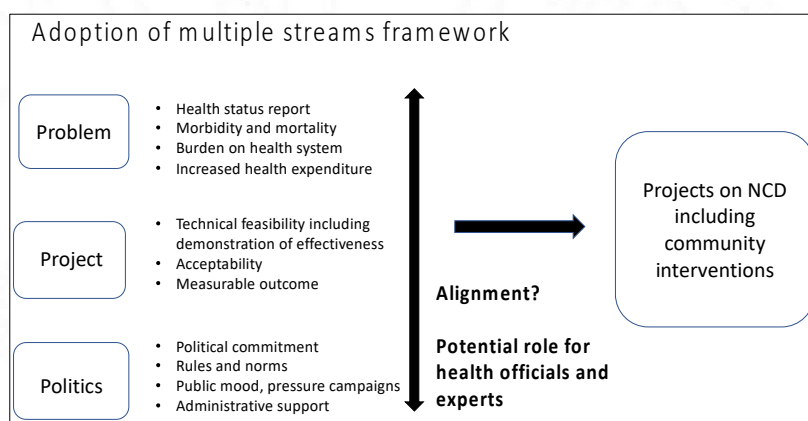 Adoption of multiple streams framework
Problem
• Health status report
• Morbidity and mortality
• Burden on health system
• Increased health expenditure
Project
• Technical feasibility including
demonstration of effectiveness
• Acceptability
• Measurable outcome
Politics
• Political commitment
• Rules and norms
• Public mood, pressure campaigns
• Administrative support
Alignment?
Potential role for
health officials and
experts
Projects on NCD
including
community
interventions